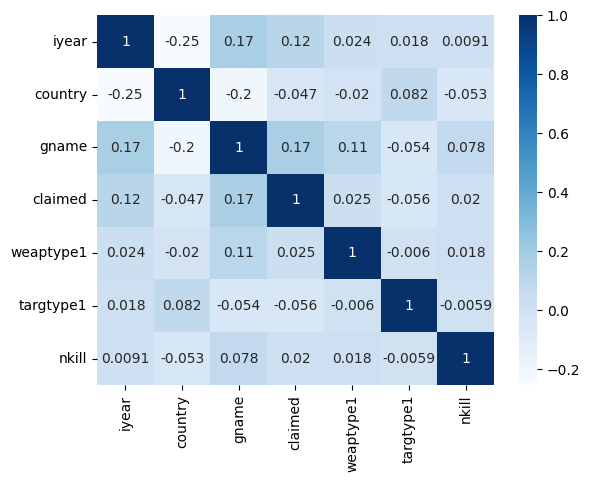 iyear 1 -0.25 0.17 0.12 0.024 0.018 0.0091
country -0.25 1 -0.2 -0.047 -0.02 0.082 -0.053
gname 0.17 -0.2 1 0.17 0.11 -0.054 0.078
claimed 0.12 -0.047 0.17 1 0.025 -0.056 0.02
weaptype1 0.024 -0.02 0.11 0.025 1 -0.006 0.018
targtype1 0.018 0.082 -0.054 -0.056 -0.006 1 -0.0059
nkill 0.0091 -0.053 0.078 0.02 0.018 -0.0059 1
iyear country gname claimed weaptype1 targtype1 nkill
1.0
0.8
0.6
0.4
0.2
0.0
−0.2